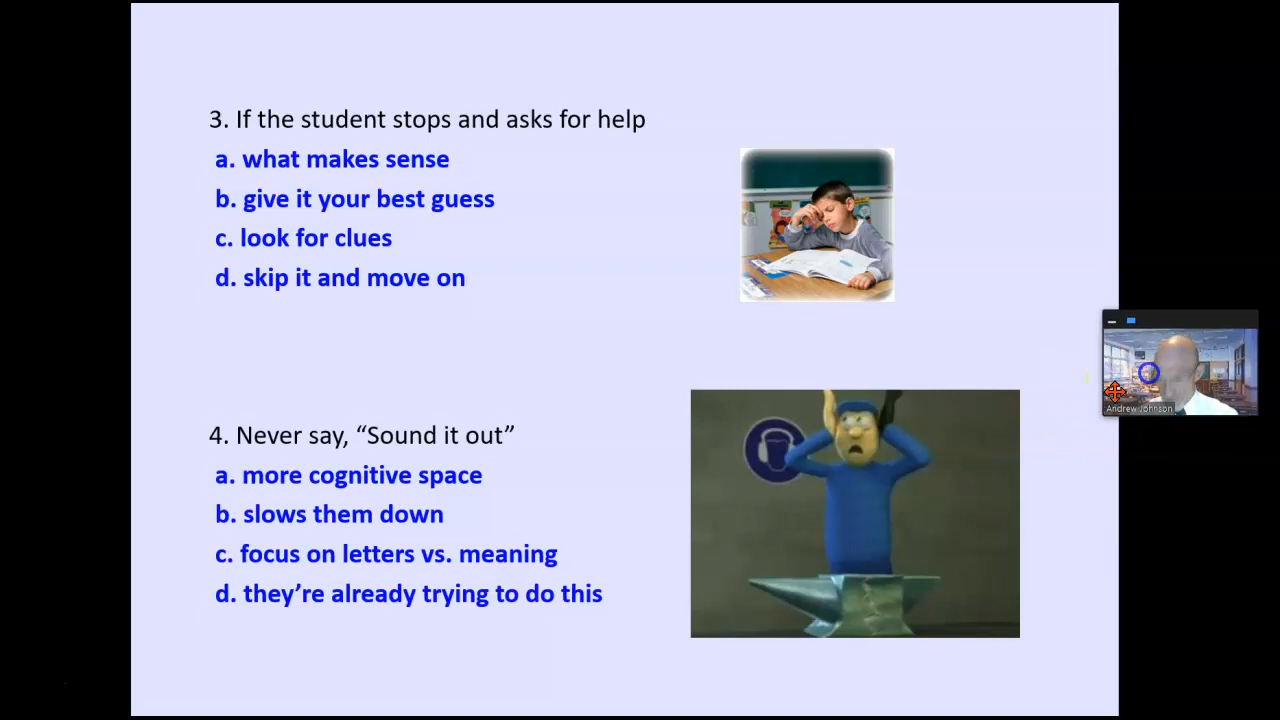 3. If the student stops and asks for help
a. what makes sense
b. give it your best guess
c. look for clues
d. skip it and move on
4. Never say, “Sound it out”
a. more cognitive space
b. slows them down
c. focus on letters vs. meaning
d. they’re already trying to do this
Andrew Johnson